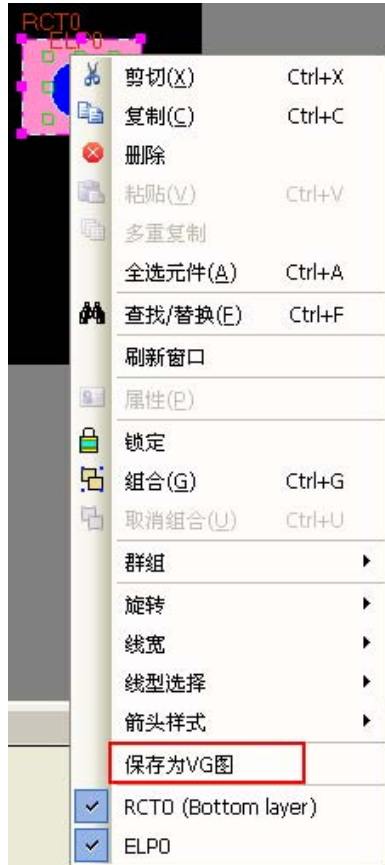 RCT0
ELP0
剪切(X) Ctrl+X
复制(C) Ctrl+C
删除
粘贴(V) Ctrl+V
多重复制
全选元件(A) Ctrl+A
查找/替换(F) Ctrl+F
刷新窗口
属性(P)
锁定
组合(G) Ctrl+G
取消组合(U) Ctrl+U
群组
旋转
线宽
线型选择
箭头样式
保存为VG图
RCT0 (Bottom layer)
ELP0